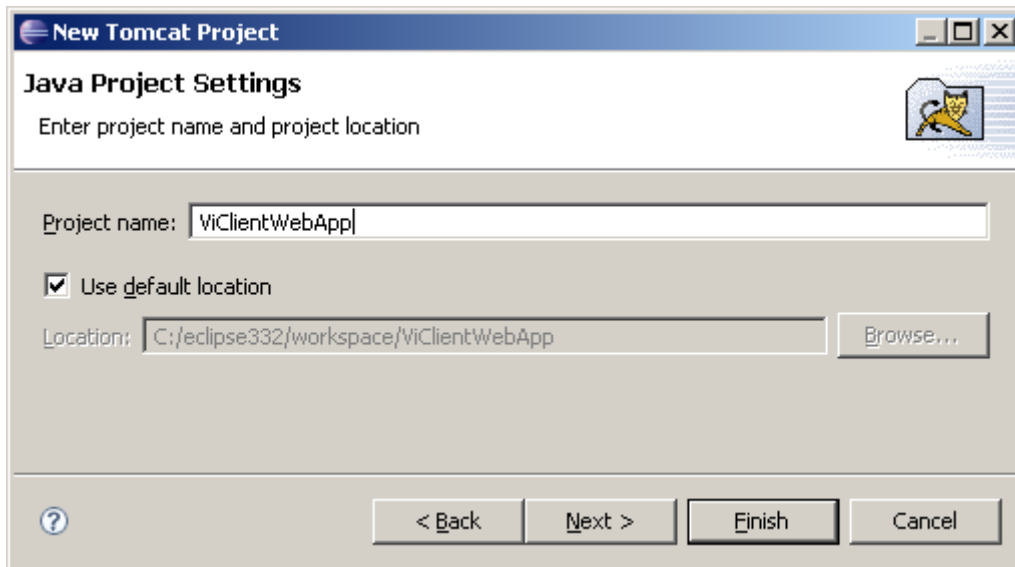 New Tomcat Project
Java Project Settings
Enter project name and project location
Project name: ViClientWebApp
Use default location
Location: C:/eclipse332/workspace/ViClientWebApp Browse...
? < Back Next > Finish Cancel